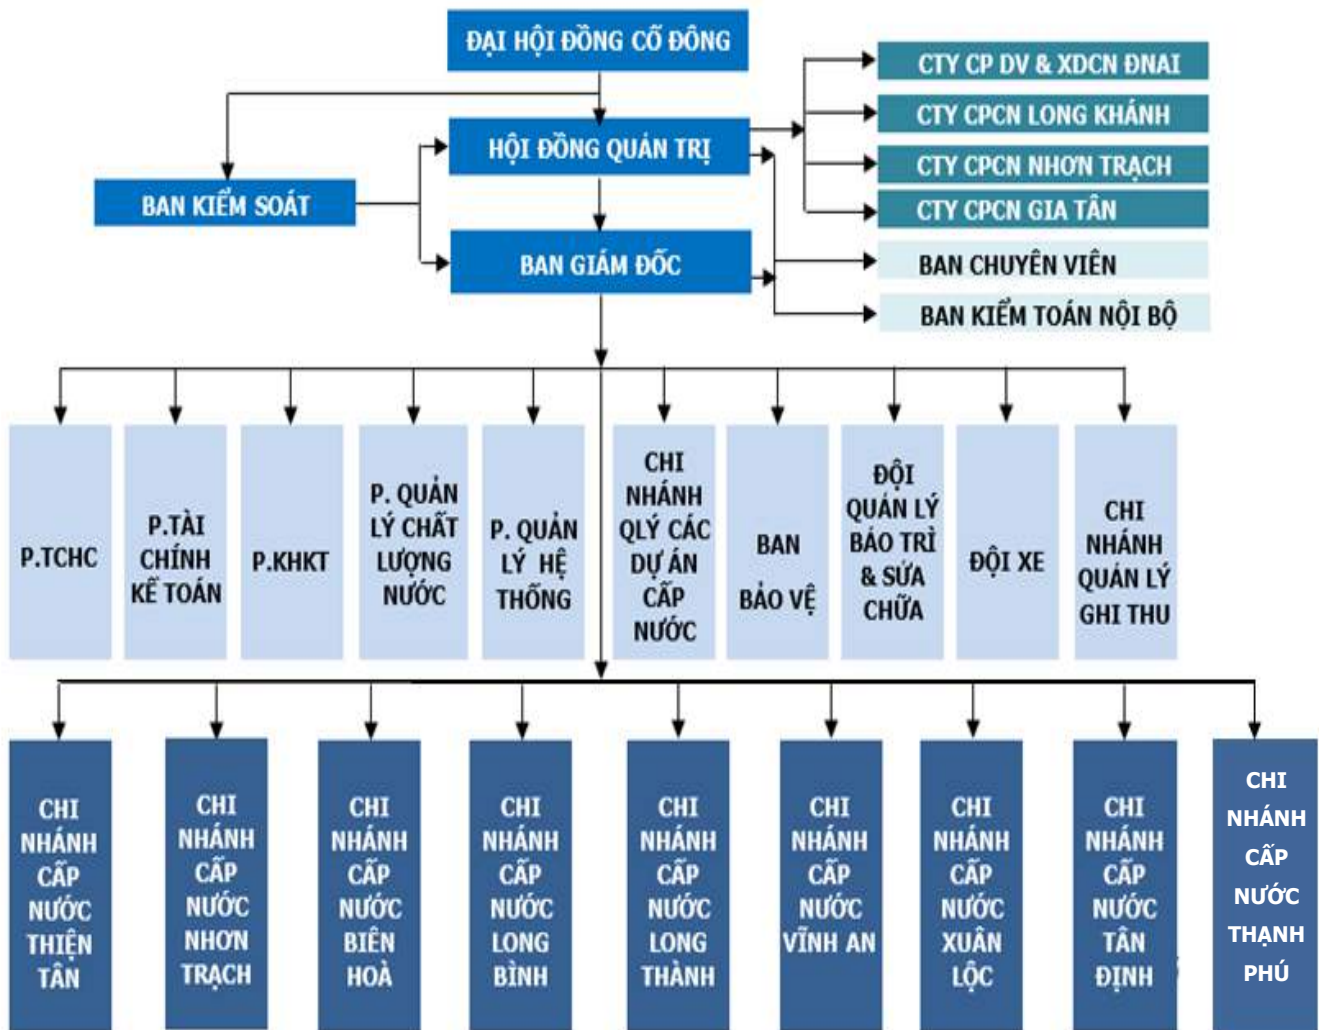 ĐẠI HỘI ĐỒNG CỔ ĐÔNG
CTY CP DV & XDCN ĐNAI
CTY CPCN LONG KHÁNH
HỘI ĐỒNG QUẢN TRỊ
CTY CPCN NHƠN TRẠCH
BAN KIỂM SOÁT
CTY CPCN GIA TÂN
BAN GIÁM ĐỐC
BAN CHUYÊN VIÊN
BAN KIỂM TOÁN NỘI BỘ
P.TCHC
P.TÀI
CHÍNH
KẾ TOÁN
P.KHKT
P. QUẢN
LÝ CHẤT
LƯỢNG
NƯỚC
P. QUẢN
LÝ HỆ
THỐNG
CHI
NHÁNH
QLÝ CÁC
DỰ ÁN
CẤP
NƯỚC
BAN
BẢO VỆ
ĐỘI
QUẢN LÝ
BẢO TRÌ
& SỬA
CHỮA
ĐỘI XE
CHI
NHÁNH
QUẢN LÝ
GHI THU
CHI
NHÁNH
CẤP
NƯỚC
THIỆN
TÂN
CHI
NHÁNH
CẤP
NƯỚC
NHƠN
TRẠCH
CHI
NHÁNH
CẤP
NƯỚC
BIÊN
HOÀ
CHI
NHÁNH
CẤP
NƯỚC
LONG
BÌNH
CHI
NHÁNH
CẤP
NƯỚC
LONG
THÀNH
CHI
NHÁNH
CẤP
NƯỚC
VĨNH AN
CHI
NHÁNH
CẤP
NƯỚC
XUÂN
LỘC
CHI
NHÁNH
CẤP
NƯỚC
TÂN
ĐỊNH
CHI
NHÁNH
CẤP
NƯỚC
THẠNH
PHÚ